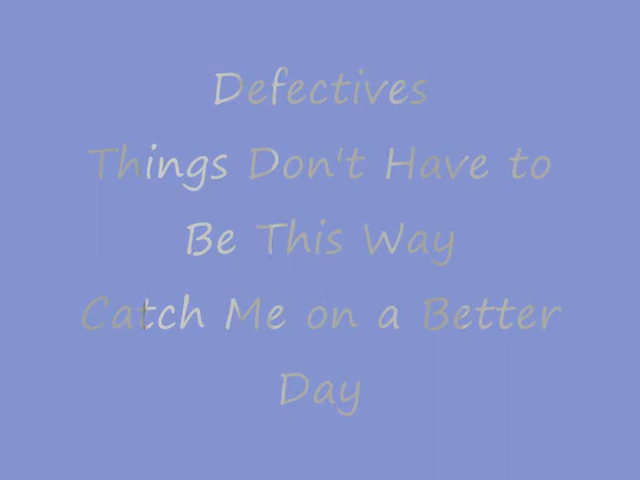 Defectives
Things Don't Have to
Be This Way
Catch Me on a Better
Day